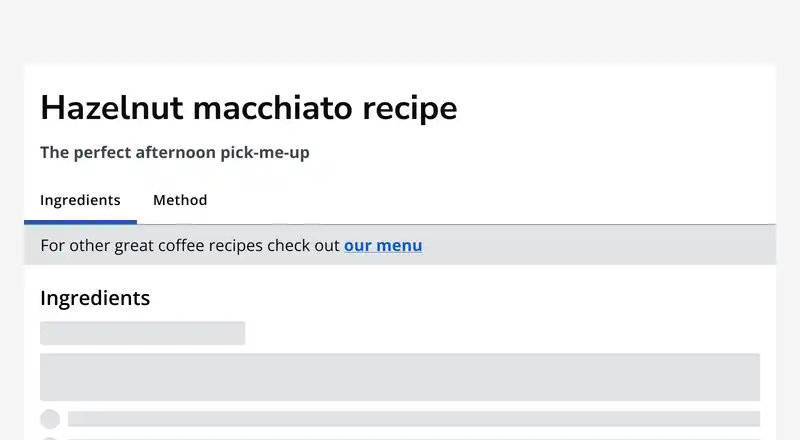 Hazelnut macchiato recipe
The perfect afternoon pick-me-up
Ingredients Method
For other great coffee recipes check out our menu
Ingredients